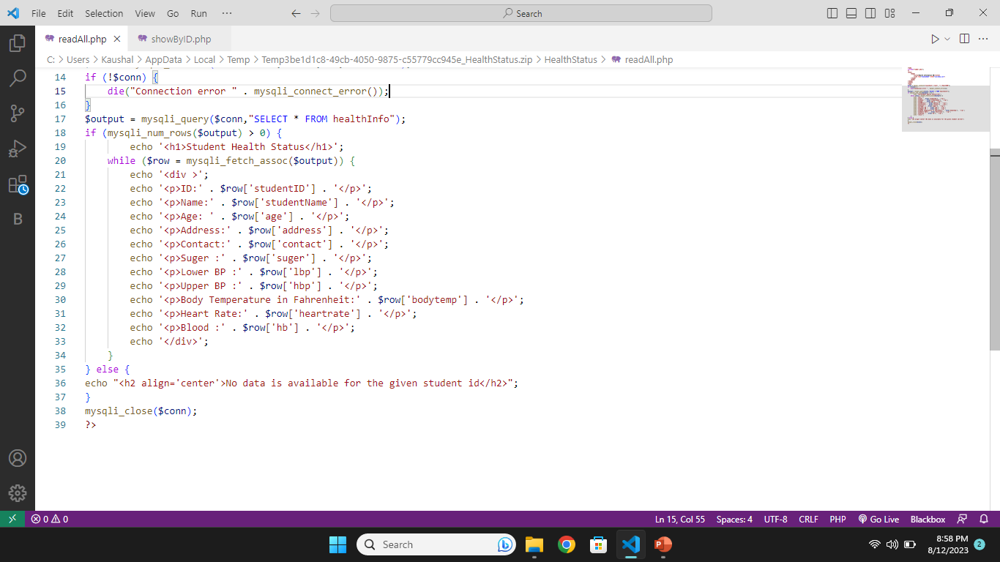 File Edit Selection View Go Run ··· Search
readAll.php showByID.php
C: > Users > Kaushal > AppData > Local > Temp > Temp3be1d1c8-49cb-4050-9875-c55779cc945e_HealthStatus.zip > HealthStatus > readAll.php
14 if (!$conn) {
15 die("Connection error " . mysqli_connect_error());
16 }
17 $output = mysqli_query($conn,"SELECT * FROM healthInfo");
18 if (mysqli_num_rows($output) > 0) {
19 echo '<h1>Student Health Status</h1>';
20 while ($row = mysqli_fetch_assoc($output)) {
21 echo '<div >';
22 echo '<p>ID:' . $row['studentID'] . '</p>';
23 echo '<p>Name:' . $row['studentName'] . '</p>';
24 echo '<p>Age: ' . $row['age'] . '</p>';
25 echo '<p>Address:' . $row['address'] . '</p>';
26 echo '<p>Contact:' . $row['contact'] . '</p>';
27 echo '<p>Suger :' . $row['suger'] . '</p>';
28 echo '<p>Lower BP :' . $row['lbp'] . '</p>';
29 echo '<p>Upper BP :' . $row['hbp'] . '</p>';
30 echo '<p>Body Temperature in Fahrenheit:' . $row['bodytemp'] . '</p>';
31 echo '<p>Heart Rate:' . $row['heartrate'] . '</p>';
32 echo '<p>Blood :' . $row['hb'] . '</p>';
33 echo '</div>';
34 }
35 } else {
36 echo "<h2 align='center'>No data is available for the given student id</h2>";
37 }
38 mysqli_close($conn);
39 ?>
B
0 0 Ln 15, Col 55 Spaces: 4 UTF-8 CRLF PHP Go Live Blackbox
Search
8:58 PM
8/12/2023 2